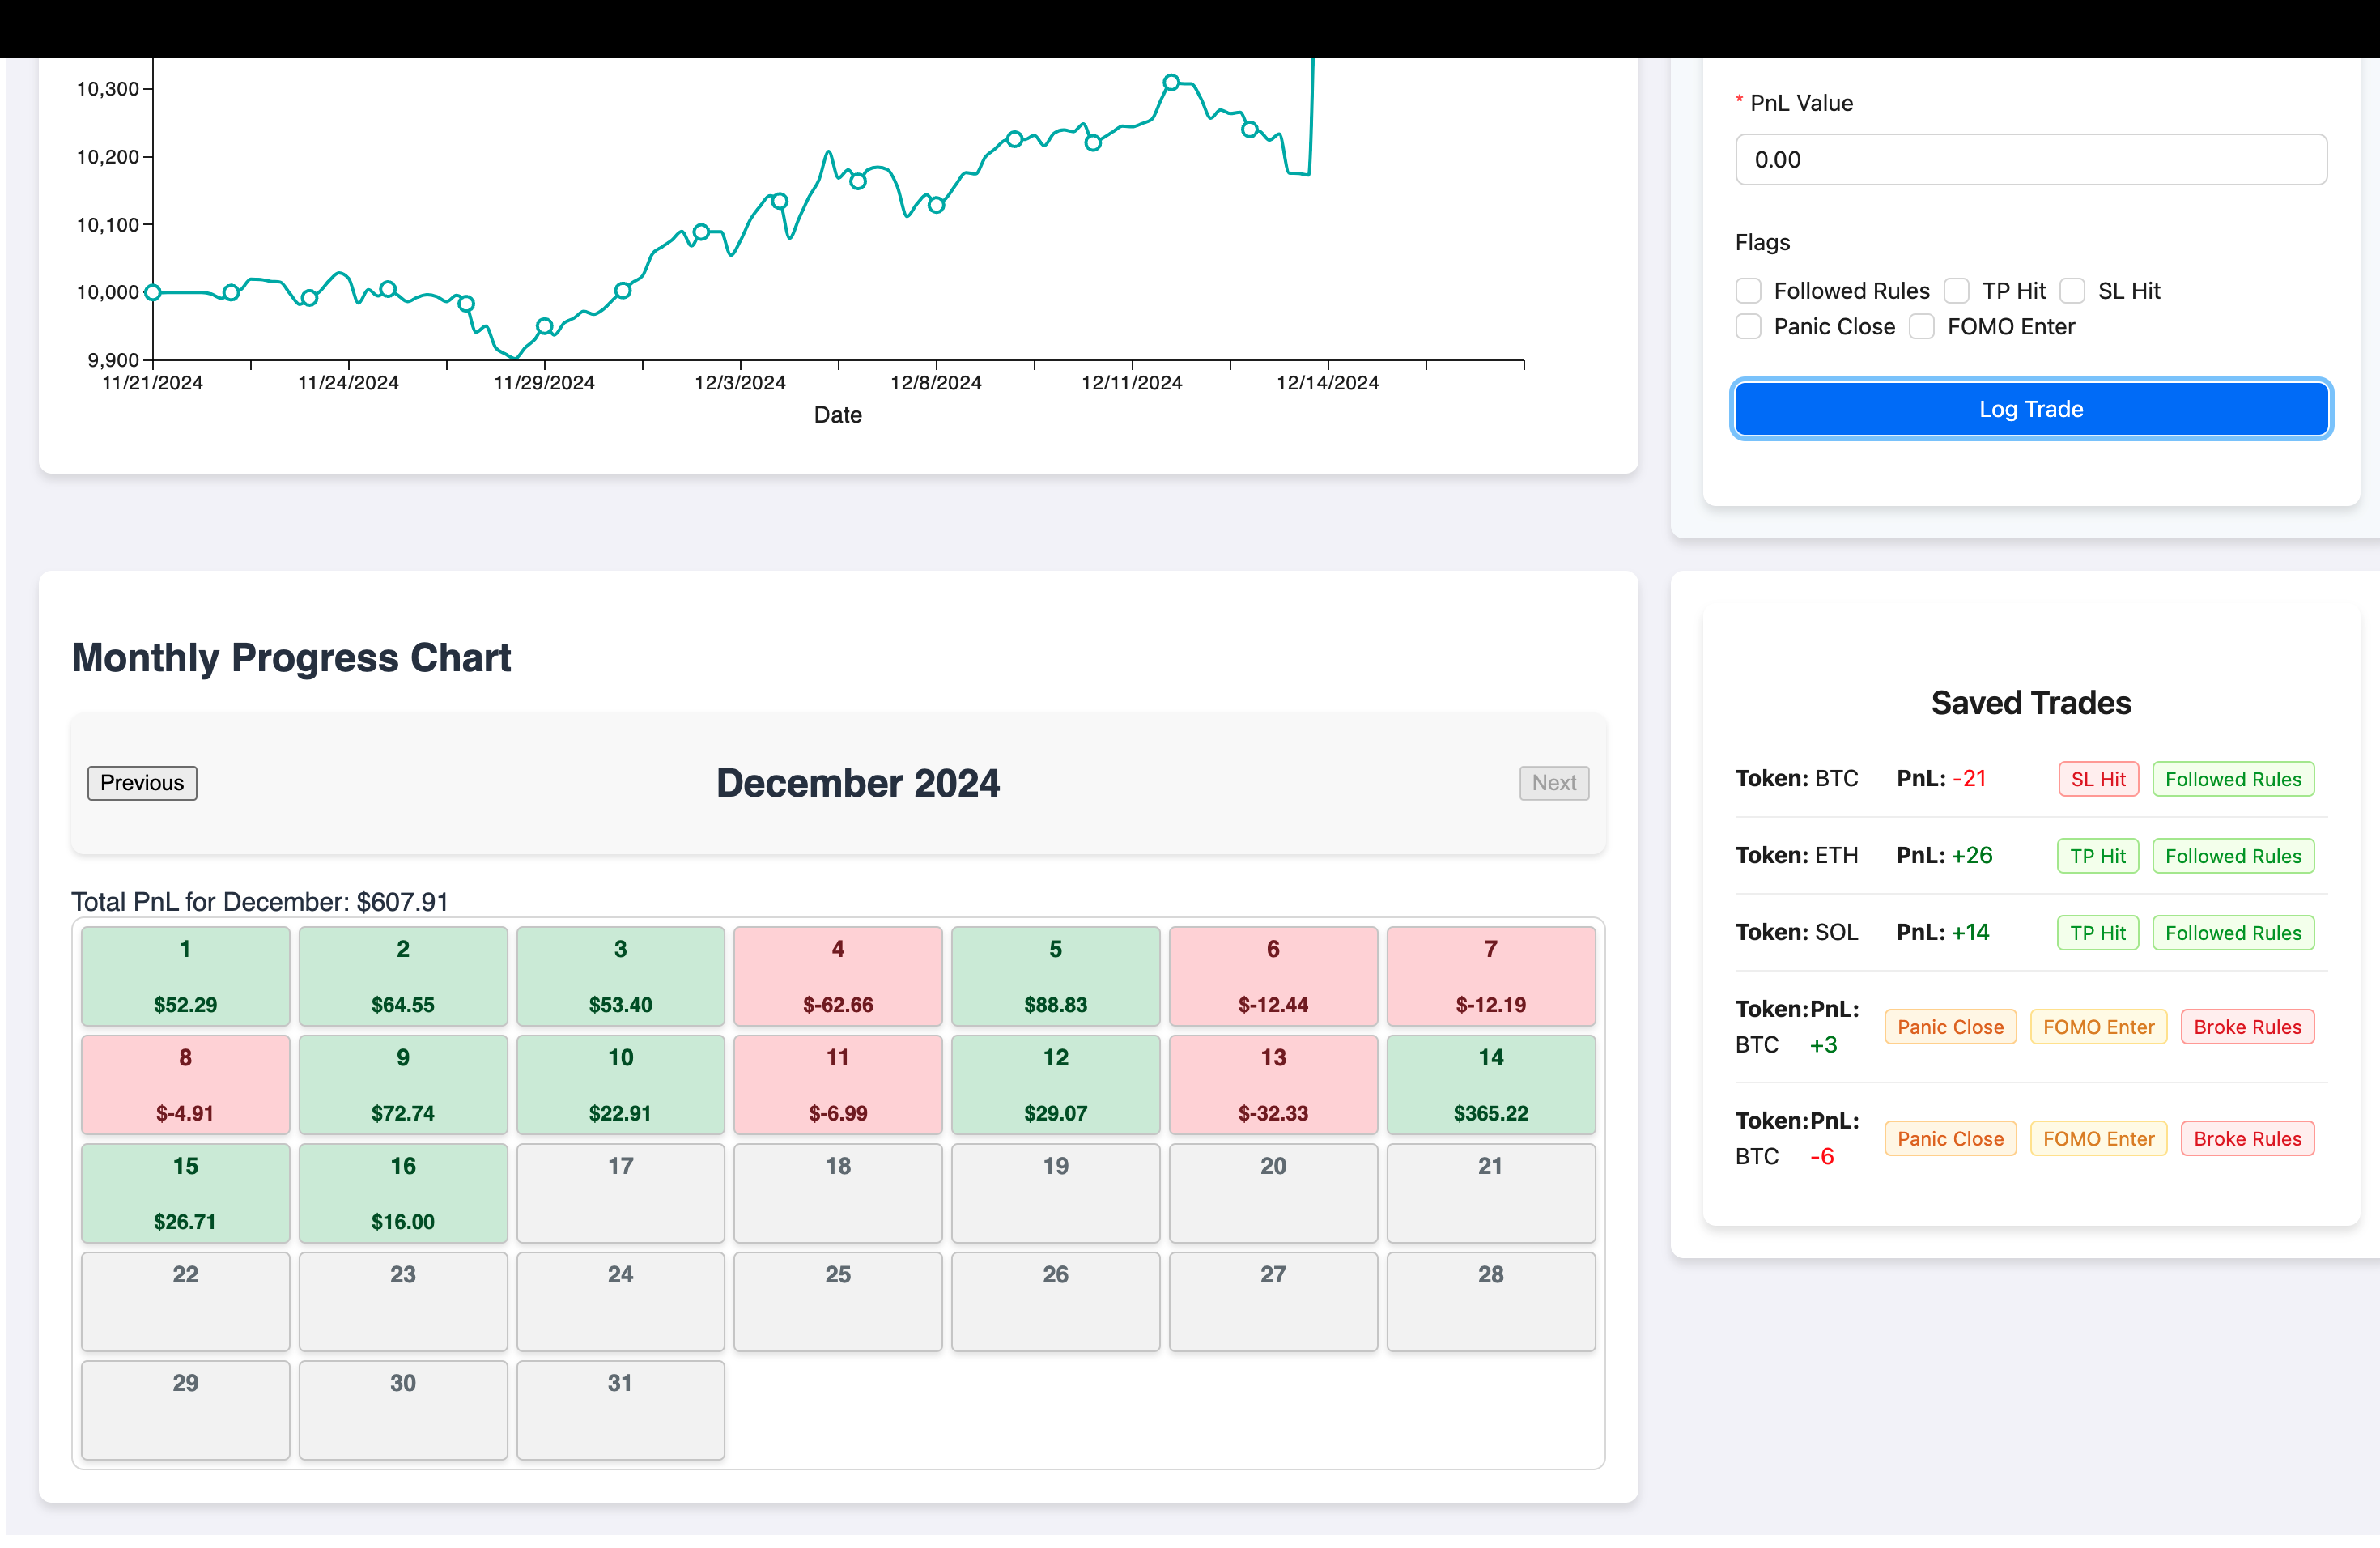 10,300
10,200
10,100
10,000
9,900
11/21/2024 11/24/2024 11/29/2024 12/3/2024 12/8/2024 12/11/2024 12/14/2024
Date
* PnL Value
0.00
Flags
Followed Rules TP Hit SL Hit
Panic Close FOMO Enter
Log Trade
Monthly Progress Chart
Previous December 2024 Next
Total PnL for December: $607.91
1 2 3 4 5 6 7
$52.29 $64.55 $53.40 $-62.66 $88.83 $-12.44 $-12.19
8 9 10 11 12 13 14
$-4.91 $72.74 $22.91 $-6.99 $29.07 $-32.33 $365.22
15 16 17 18 19 20 21
$26.71 $16.00
22 23 24 25 26 27 28
29 30 31
Saved Trades
Token: BTC PnL: -21 SL Hit Followed Rules
Token: ETH PnL: +26 TP Hit Followed Rules
Token: SOL PnL: +14 TP Hit Followed Rules
Token:PnL:
BTC +3 Panic Close FOMO Enter Broke Rules
Token:PnL:
BTC -6 Panic Close FOMO Enter Broke Rules